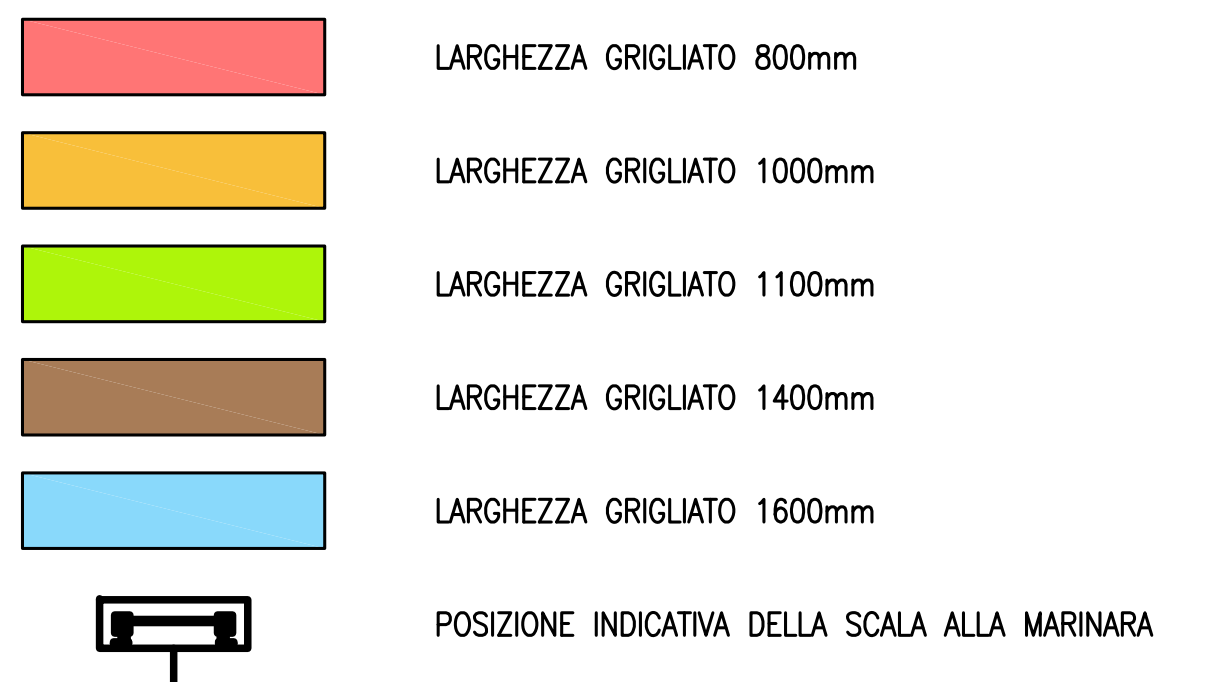 LARGHEZZA GRIGLIATO 800mm
LARGHEZZA GRIGLIATO 1000mm
LARGHEZZA GRIGLIATO 1100mm
LARGHEZZA GRIGLIATO 1400mm
LARGHEZZA GRIGLIATO 1600mm
POSIZIONE INDICATIVA DELLA SCALA ALLA MARINARA